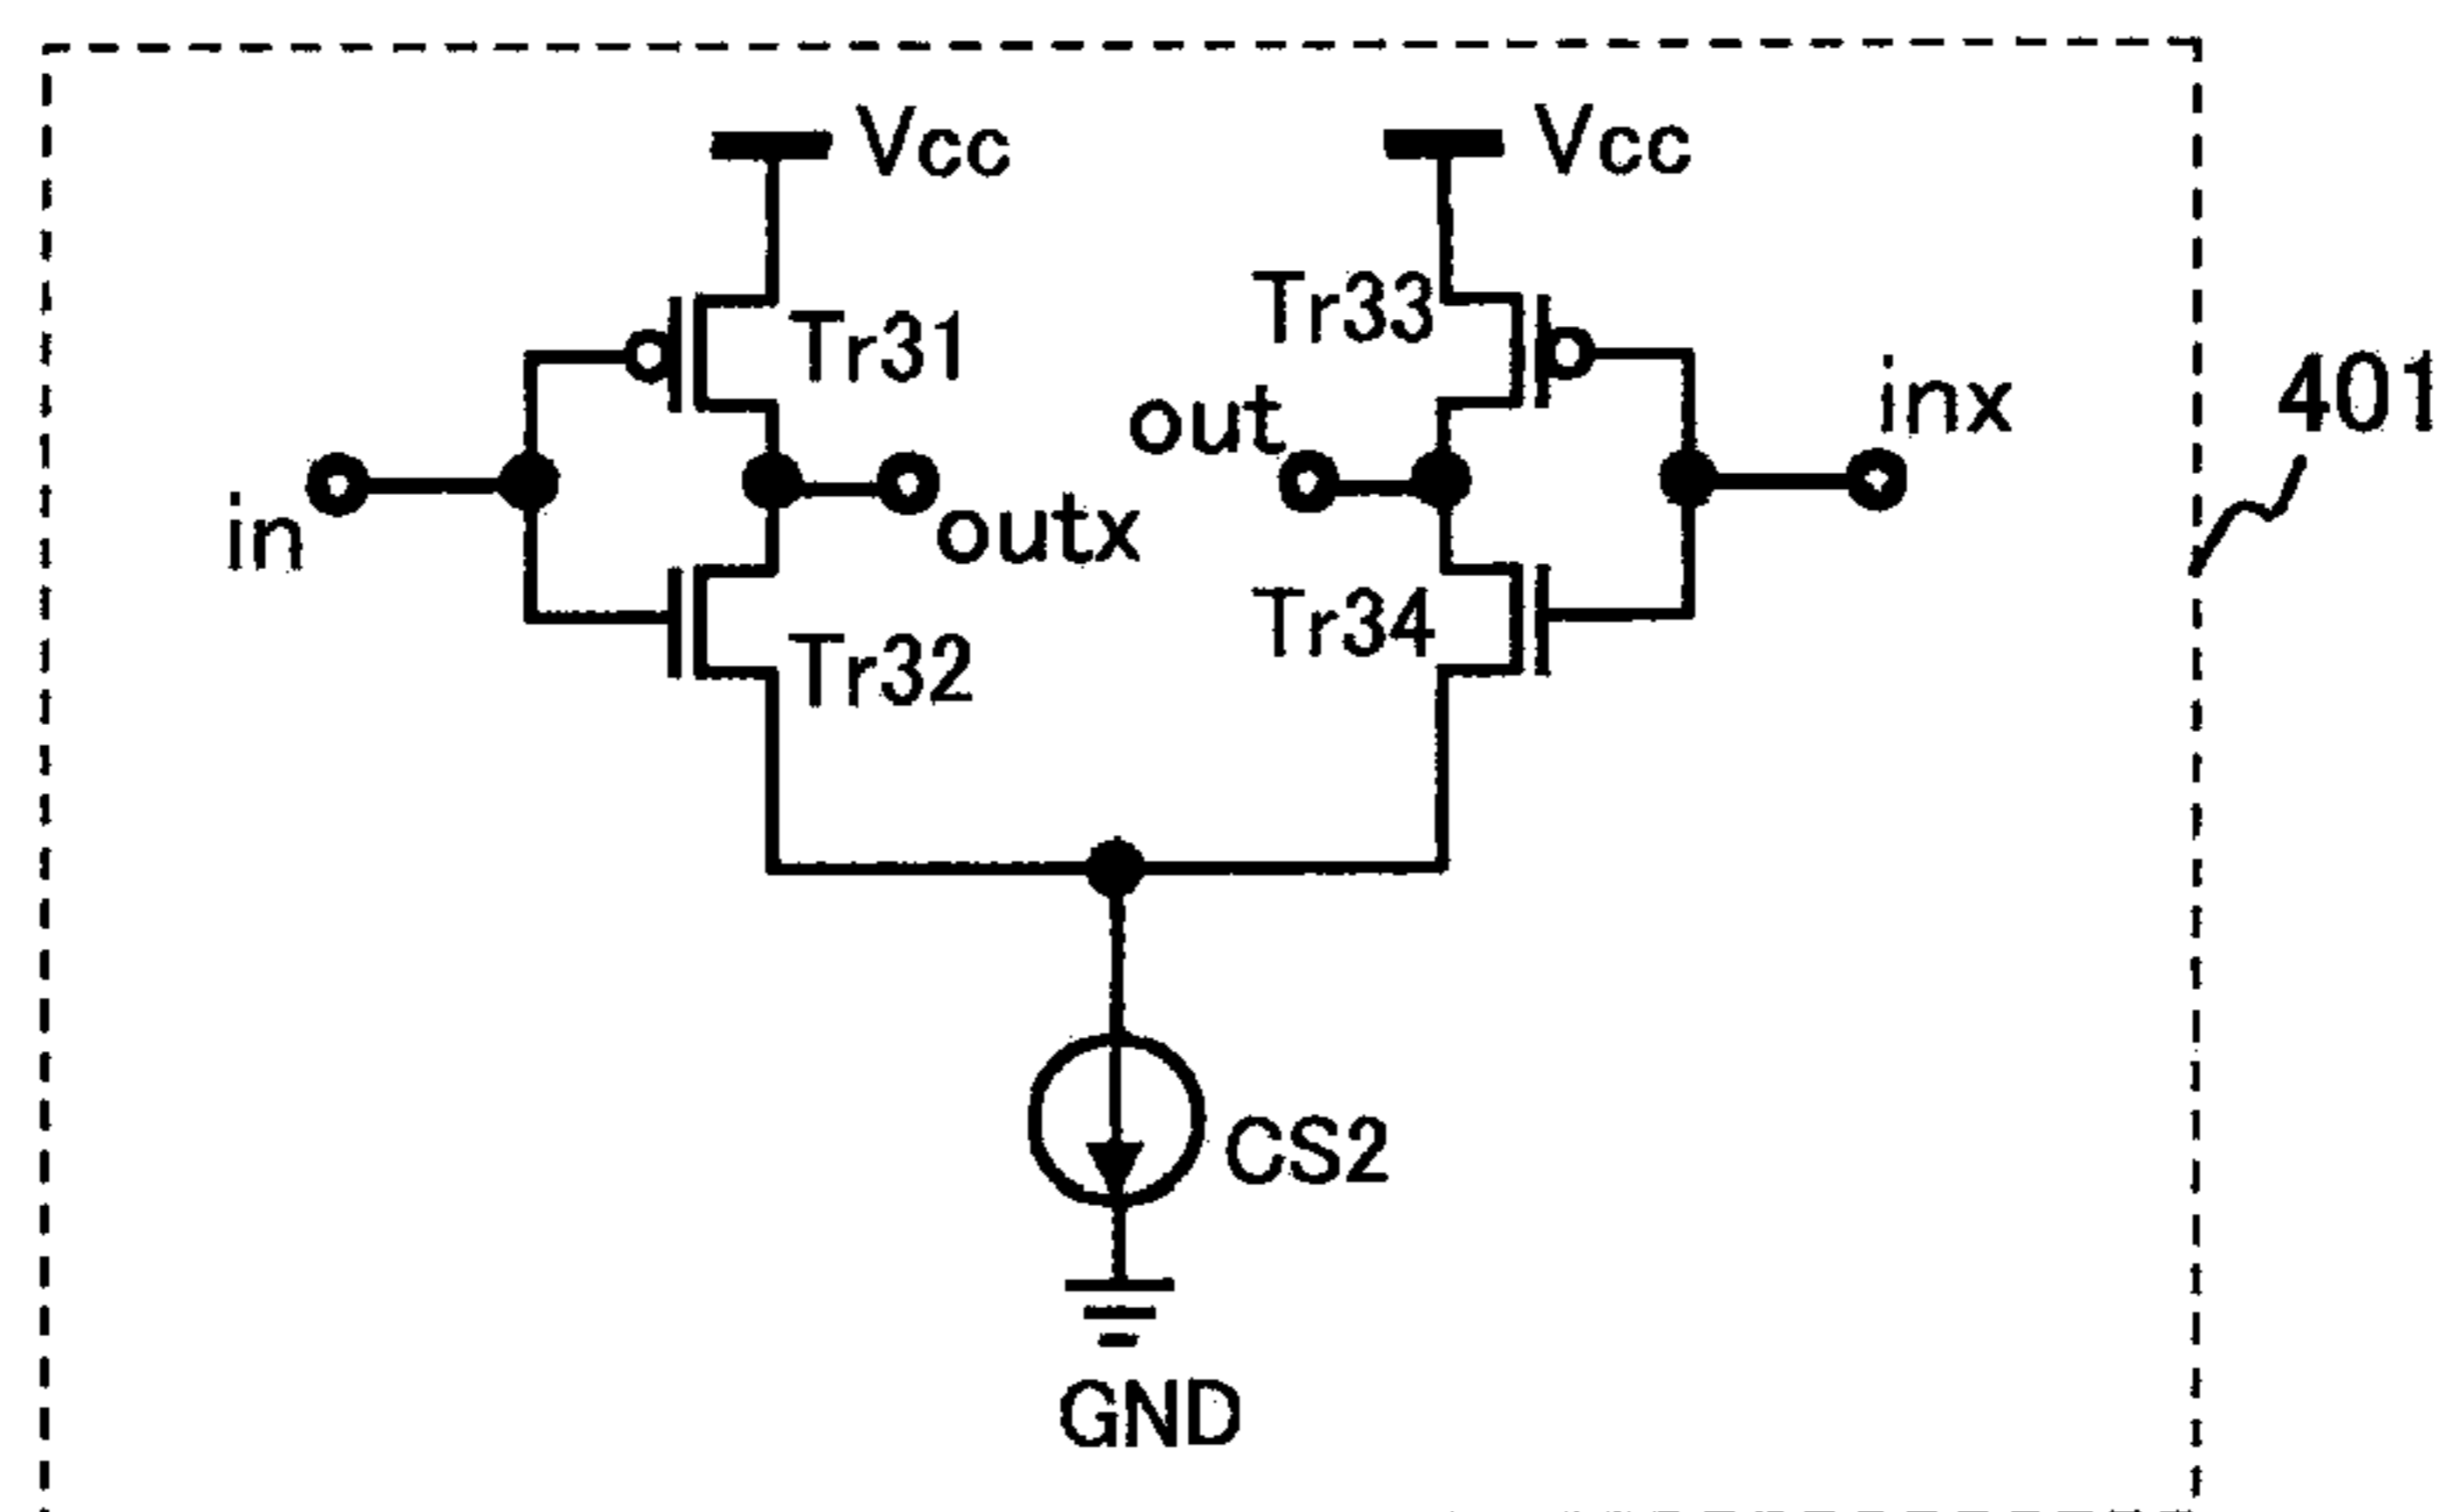 Vcc
Vcc
Tr31
Tr33
out
inx
401
in
outx
Tr32
Tr34
CS2
GND